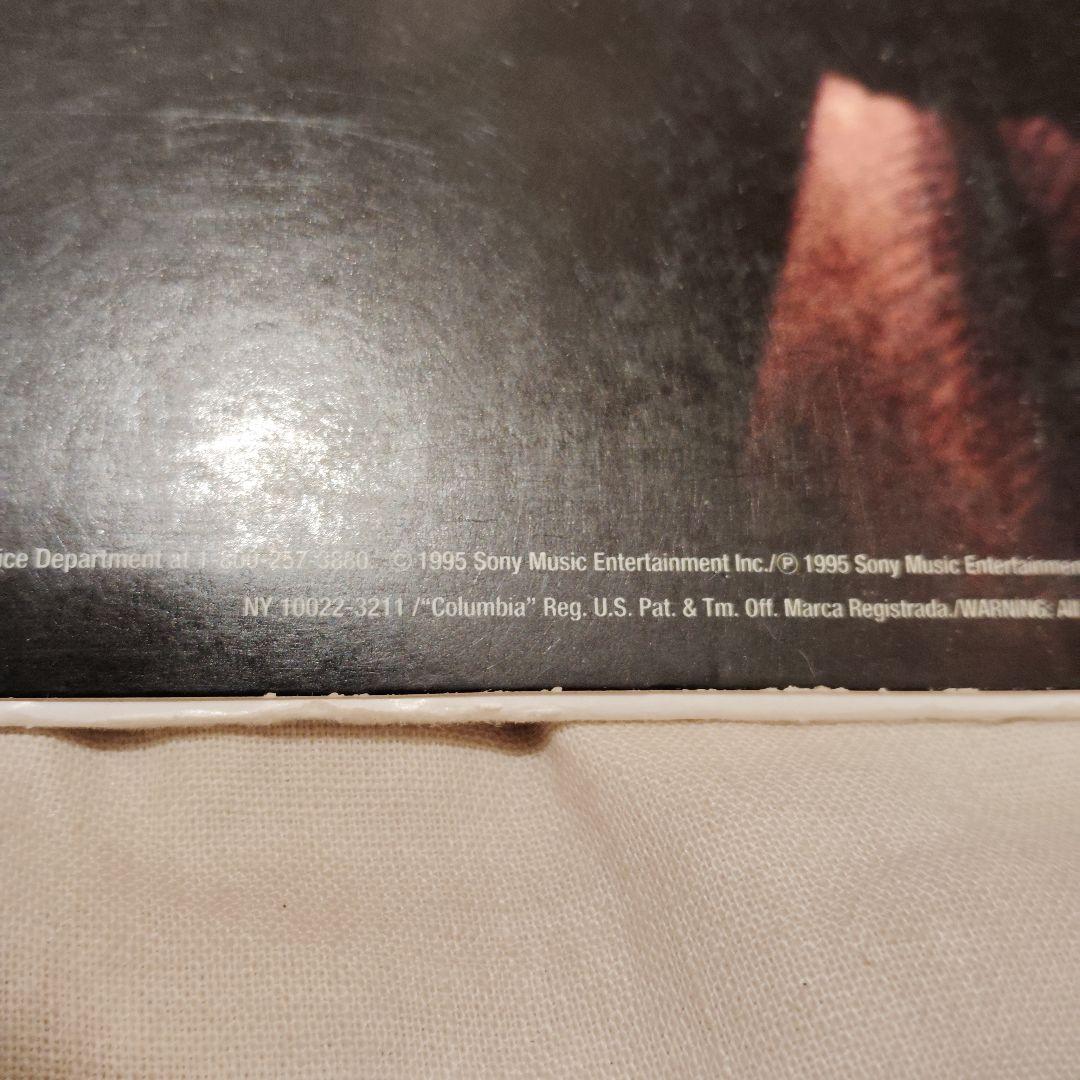 ice Department at 1-800-257-3880. © 1995 Sony Music Entertainment Inc./℗ 1995 Sony Music Entertainment
NY 10022-3211 /“Columbia” Reg. U.S. Pat. & Tm. Off. Marca Registrada./WARNING: All